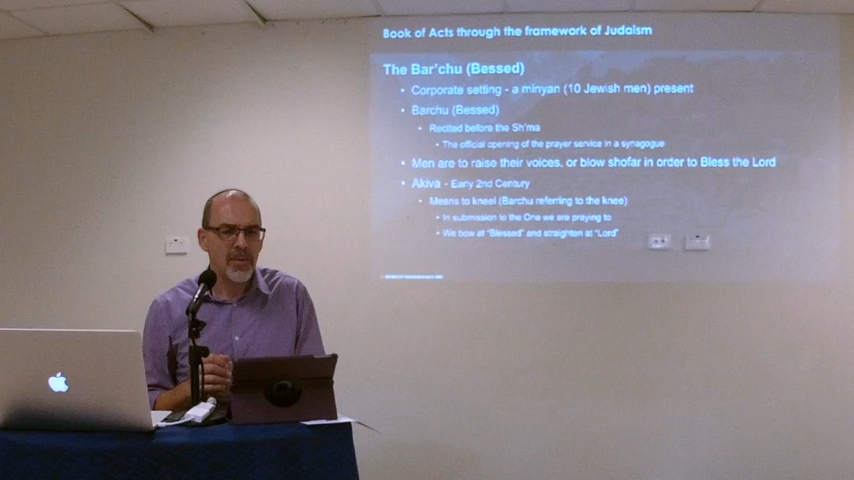 Book of Acts through the framework of Judaism
The Bar'chu (Bessed)
• Corporate setting - a minyan (10 Jewish men) present
• Barchu (Bessed)
• Recited before the Sh'ma
• The official opening of the prayer service in a synagogue
• Men are to raise their voices, or blow shofar in order to Bless the Lord
• Akiva - Early 2nd Century
• Means to kneel (Barchu referring to the knee)
• In submission to the One we are praying to
• We bow at "Blessed" and straighten at "Lord"